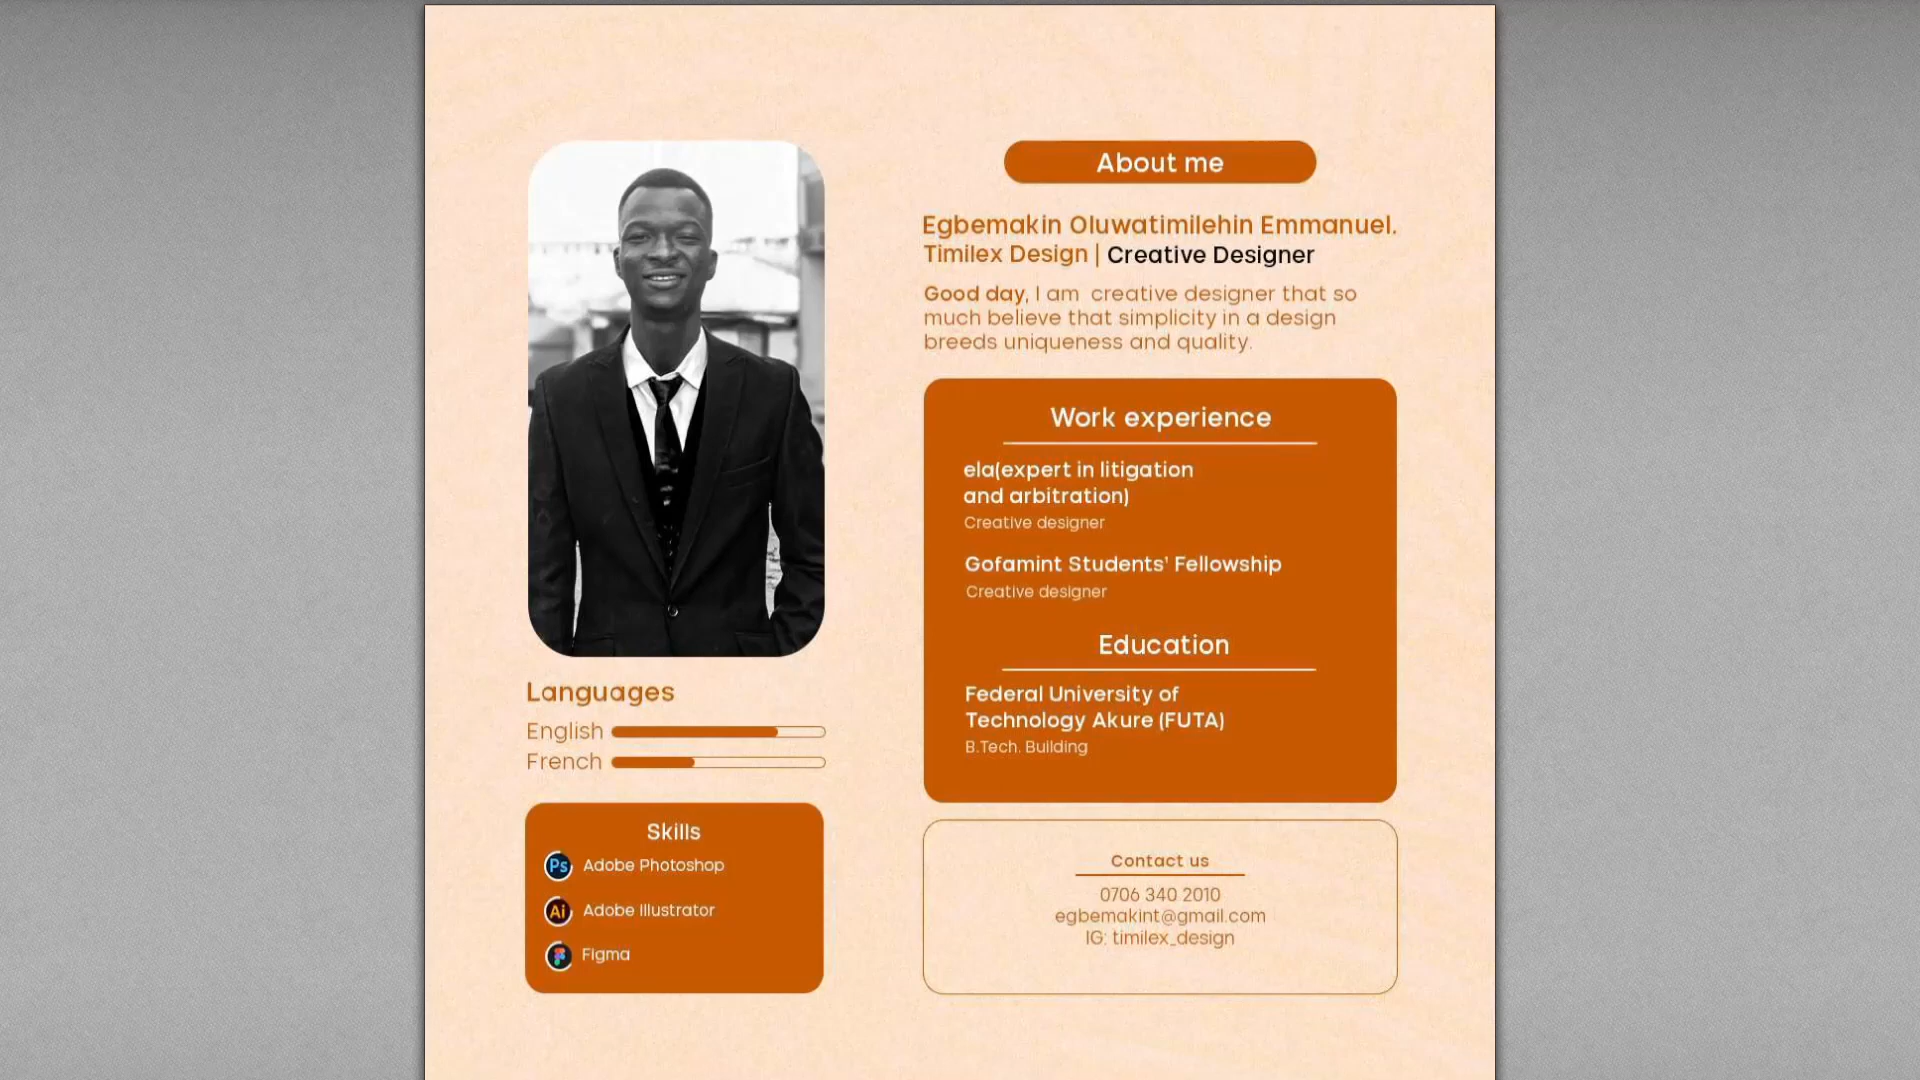 About me
Egbemakin Oluwatimilehin Emmanuel.
Timilex Design | Creative Designer
Good day, I am creative designer that so
much believe that simplicity in a design
breeds uniqueness and quality.
Work experience
ela(expert in litigation
and arbitration)
Creative designer
Gofamint Students' Fellowship
Creative designer
Education
Federal University of
Technology Akure (FUTA)
B.Tech. Building
Languages
English
French
Skills
Ps Adobe Photoshop
Ai Adobe Illustrator
Figma
Contact us
0706 340 2010
egbemakint@gmail.com
IG: timilex_design